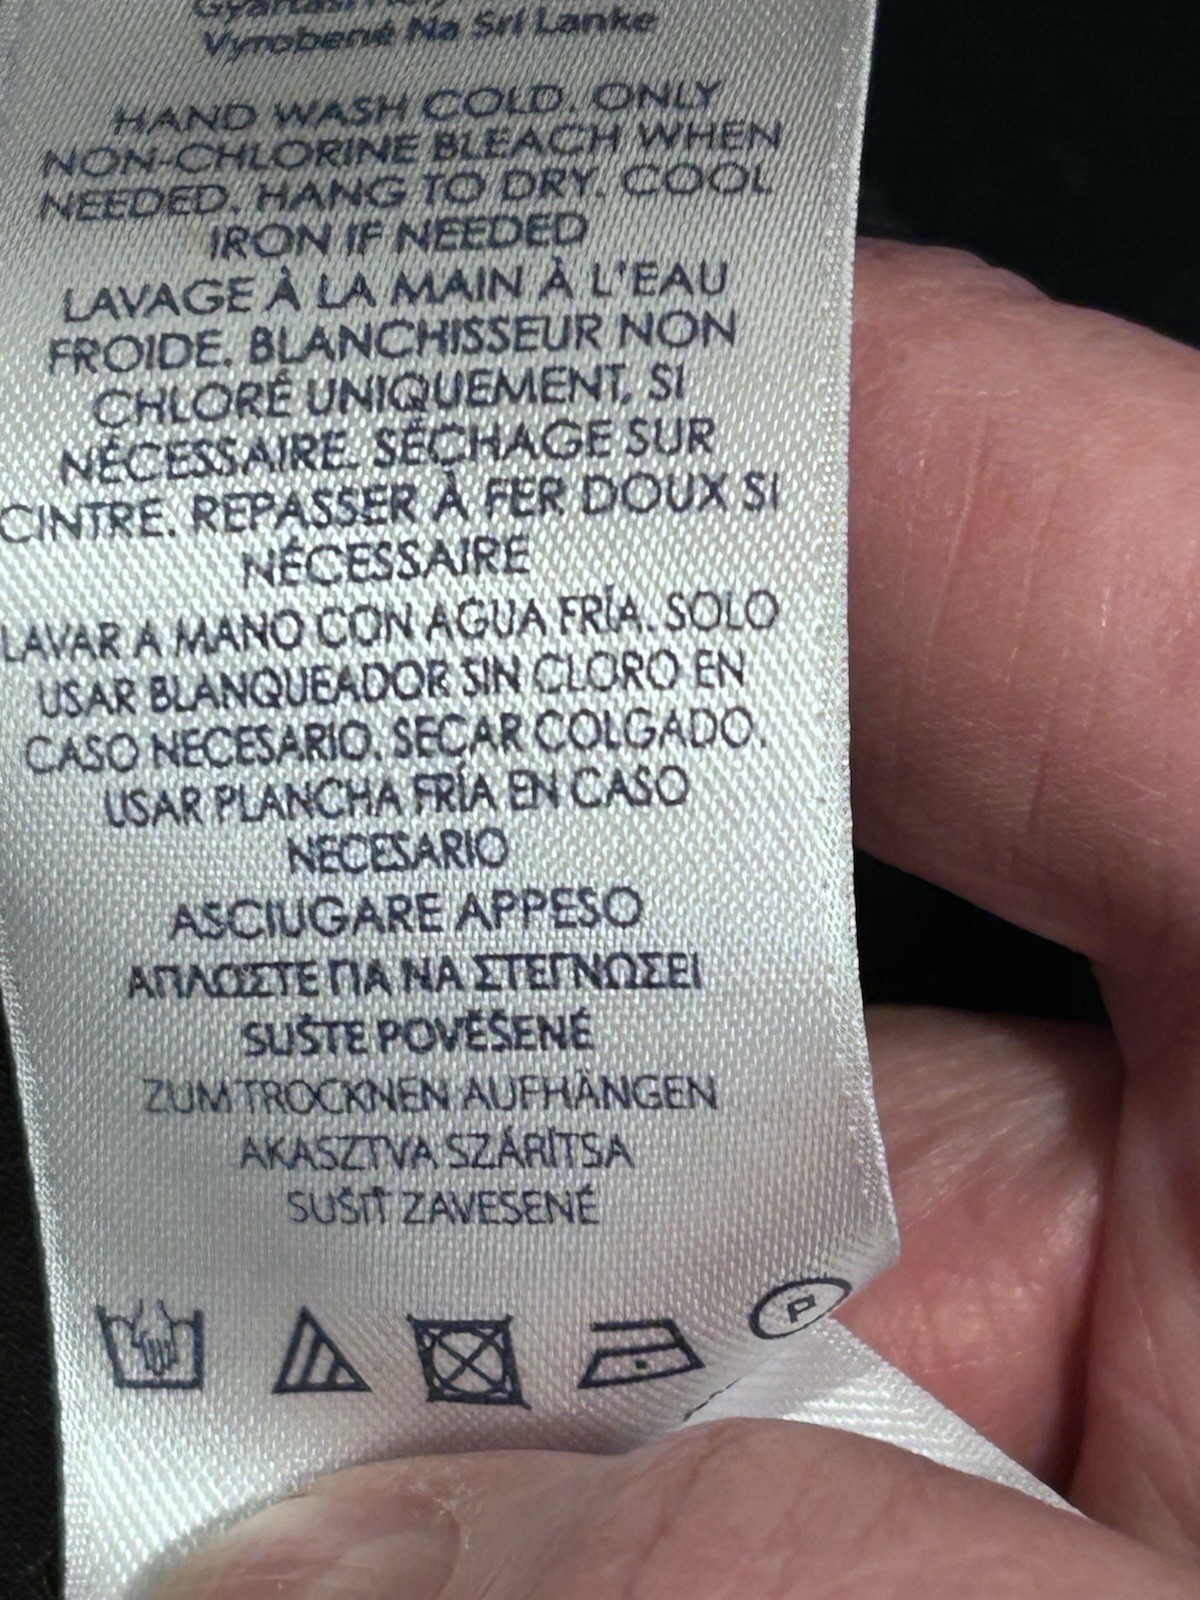 Vyrobené Na Srí Lanke
HAND WASH COLD. ONLY
NON-CHLORINE BLEACH WHEN
NEEDED. HANG TO DRY. COOL
IRON IF NEEDED
LAVAGE À LA MAIN À L'EAU
FROIDE. BLANCHISSEUR NON
CHLORÉ UNIQUEMENT, SI
NÉCESSAIRE. SÉCHAGE SUR
CINTRE. REPASSER À FER DOUX SI
NÉCESSAIRE
LAVAR A MANO CON AGUA FRÍA. SOLO
USAR BLANQUEADOR SIN CLORO EN
CASO NECESARIO. SECAR COLGADO.
USAR PLANCHA FRÍA EN CASO
NECESARIO
ASCIUGARE APPESO
ΑΠΛΩΣΤΕ ΓΙΑ ΝΑ ΣΤΕΓΝΩΣΕΙ
SUŠTE POVĚŠENÉ
ZUM TROCKNEN AUFHÄNGEN
AKASZTVA SZÁRÍTSA
SUŠIŤ ZAVESENÉ
P